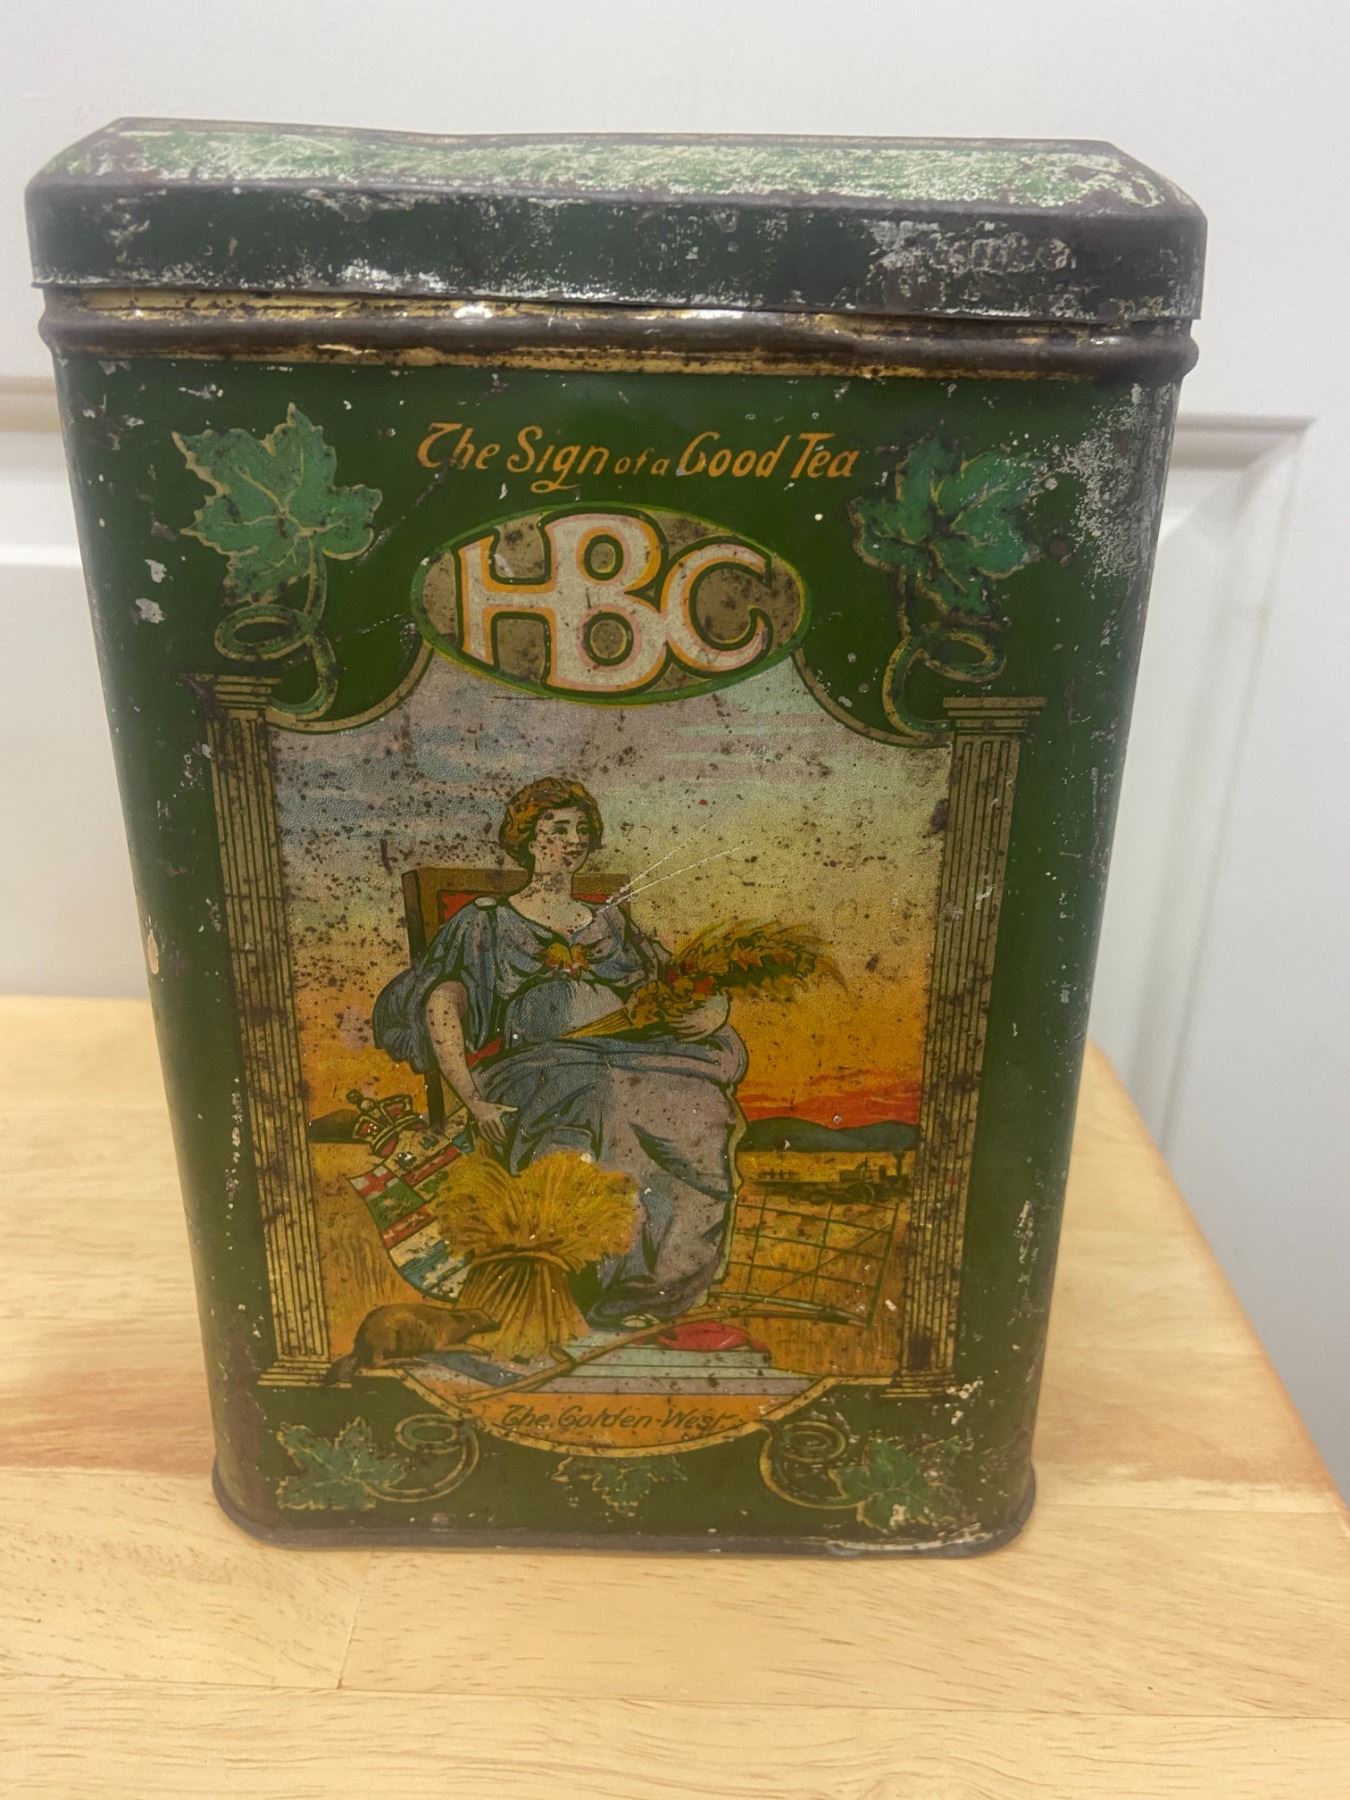 The Sign of a Good Tea
HBC
The Golden West